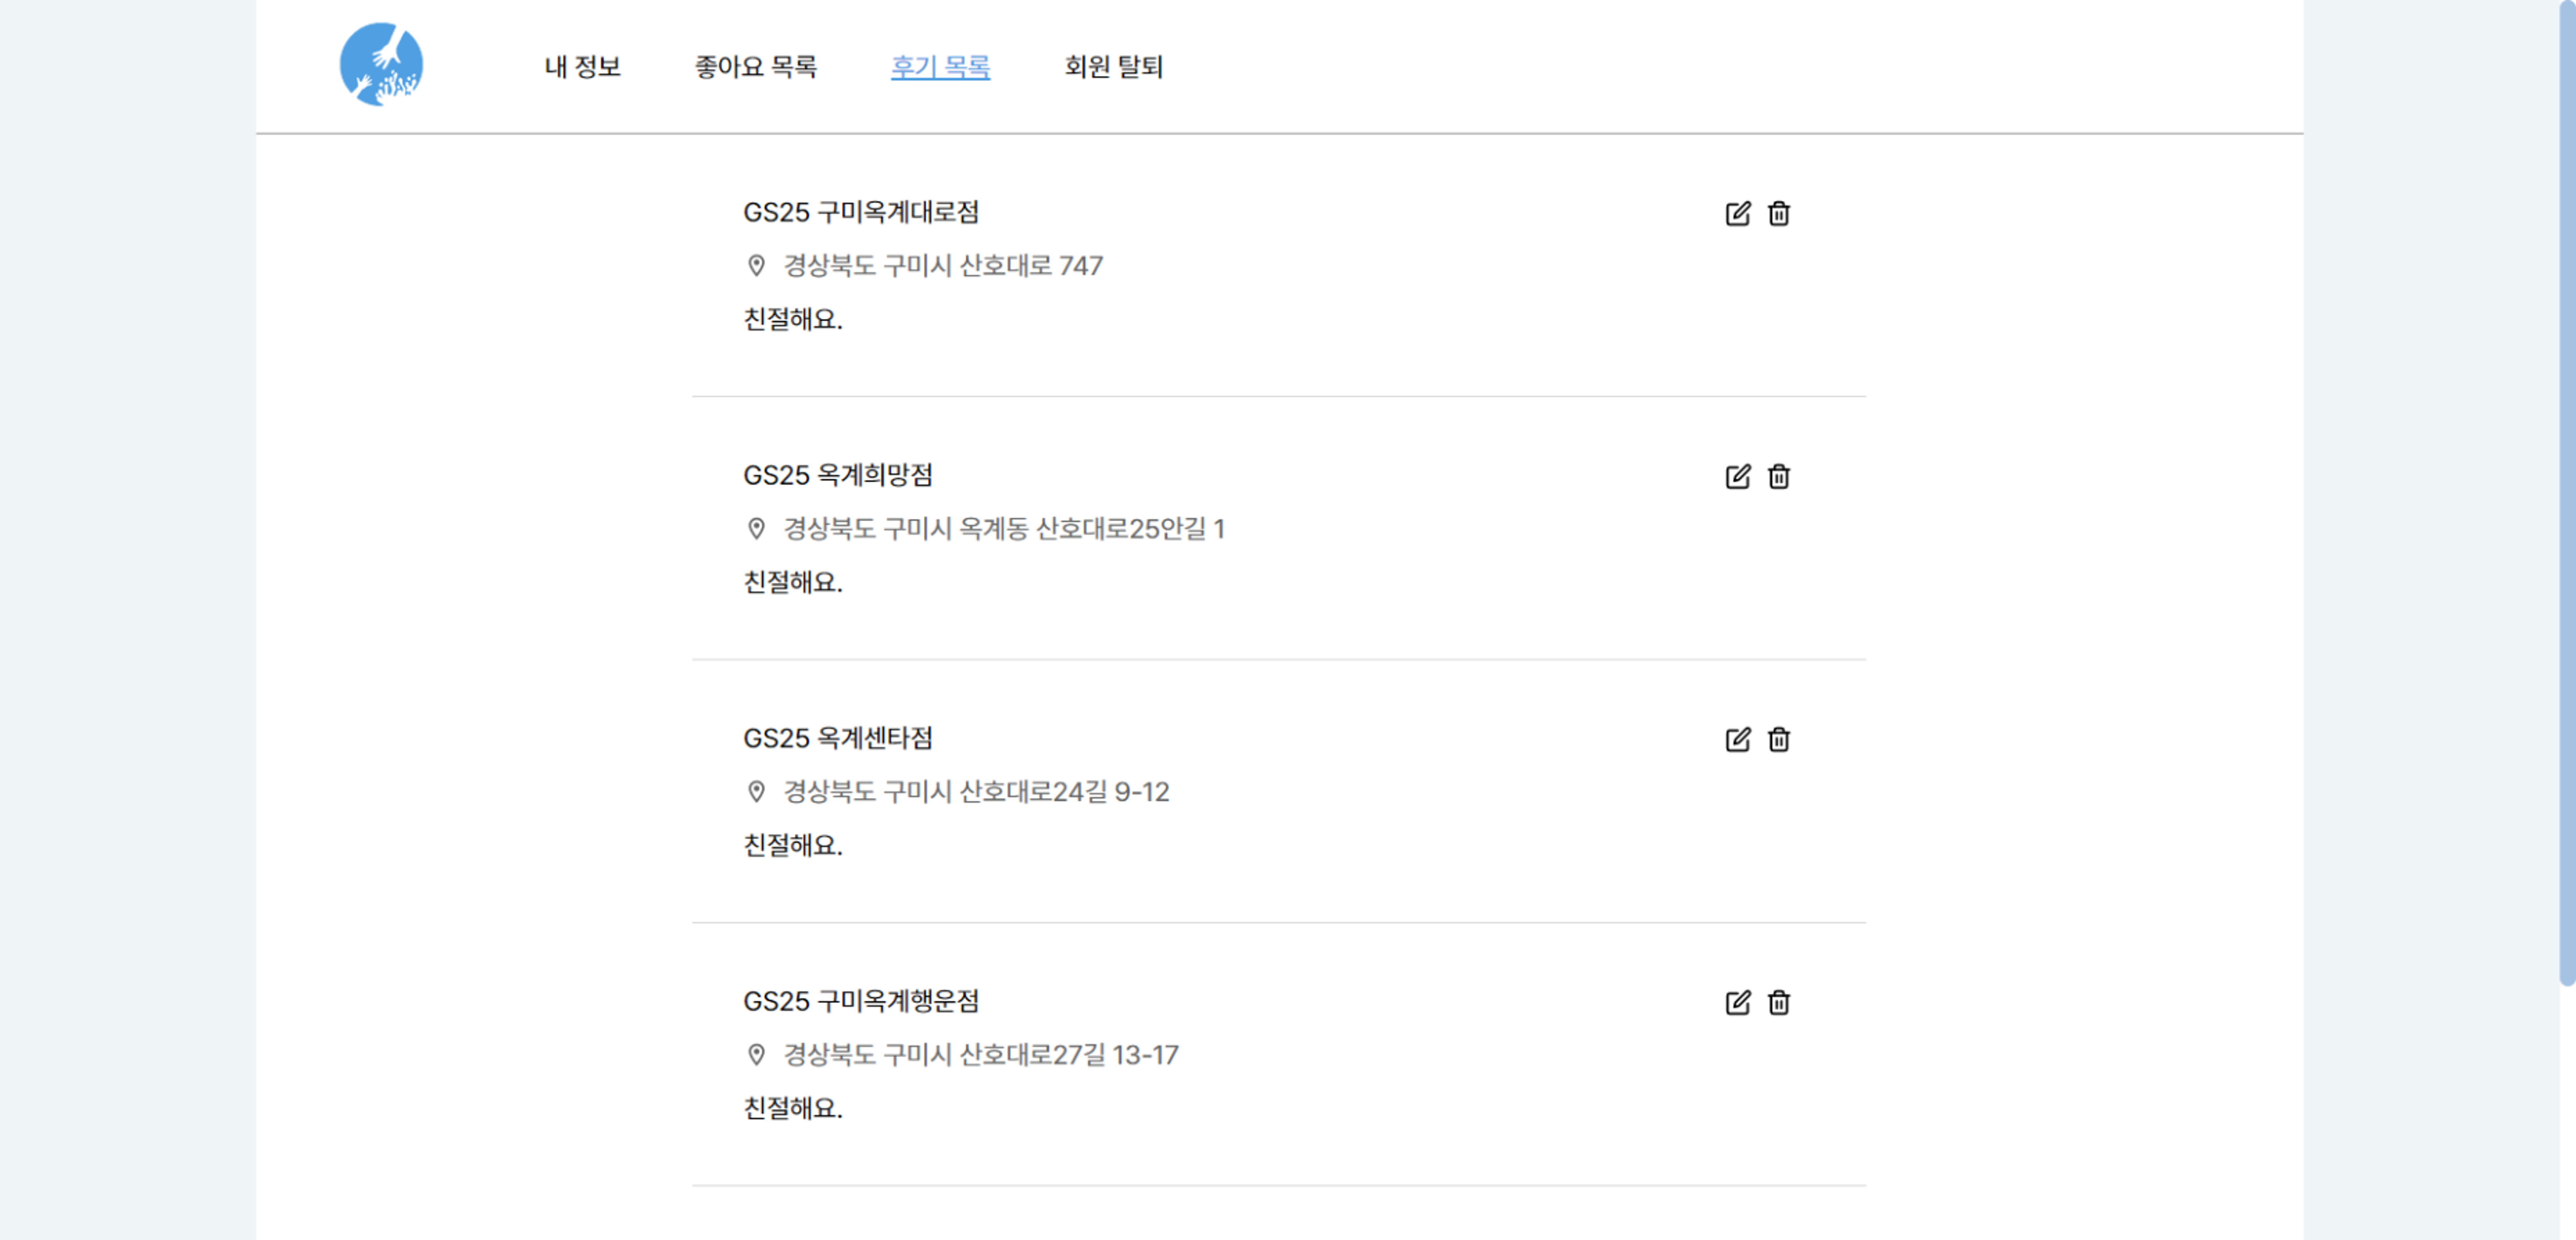 내 정보 좋아요 목록 후기 목록 회원 탈퇴
GS25 구미옥계대로점
경상북도 구미시 산호대로 747
친절해요.
GS25 옥계희망점
경상북도 구미시 옥계동 산호대로25안길 1
친절해요.
GS25 옥계센타점
경상북도 구미시 산호대로24길 9-12
친절해요.
GS25 구미옥계행운점
경상북도 구미시 산호대로27길 13-17
친절해요.